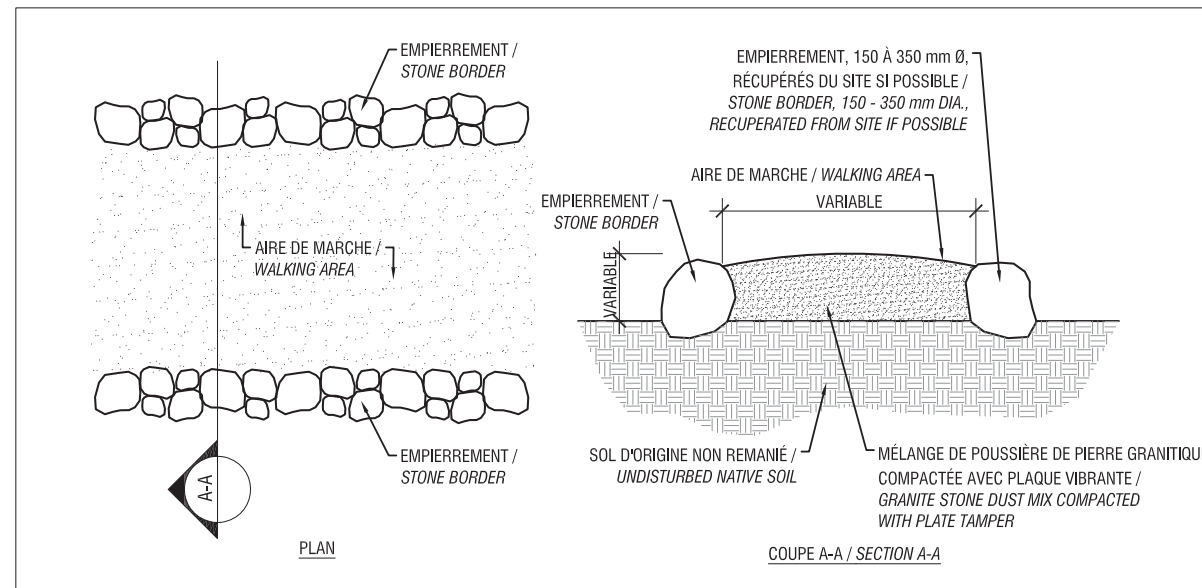 EMPIERREMENT /
STONE BORDER
AIRE DE MARCHE /
WALKING AREA
EMPIERREMENT /
STONE BORDER
A-A
PLAN
EMPIERREMENT, 150 À 350 mm Ø,
RÉCUPÉRÉS DU SITE SI POSSIBLE /
STONE BORDER, 150 - 350 mm DIA.,
RECUPERATED FROM SITE IF POSSIBLE
AIRE DE MARCHE / WALKING AREA
VARIABLE
EMPIERREMENT /
STONE BORDER
VARIABLE
SOL D'ORIGINE NON REMANIÉ /
UNDISTURBED NATIVE SOIL
MÉLANGE DE POUSSIÈRE DE PIERRE GRANITIQU
COMPACTÉE AVEC PLAQUE VIBRANTE /
GRANITE STONE DUST MIX COMPACTED
WITH PLATE TAMPER
COUPE A-A / SECTION A-A